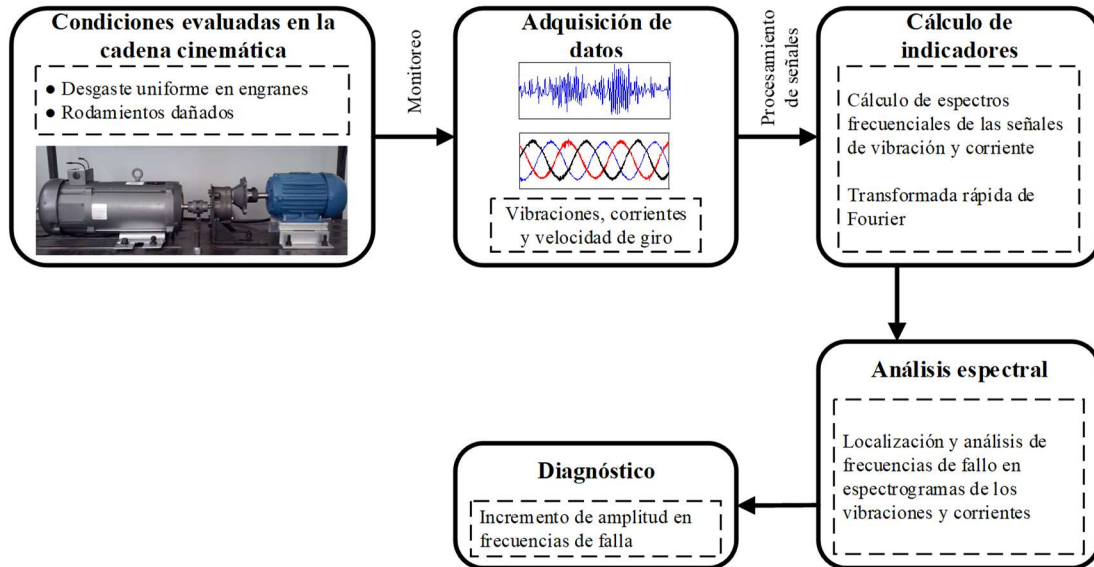 Condiciones evaluadas en la
cadena cinemática
● Desgaste uniforme en engranes
● Rodamientos dañados
Monitoreo
Adquisición de
datos
Vibraciones, corrientes
y velocidad de giro
Procesamiento
de señales
Cálculo de
indicadores
Cálculo de espectros
frecuenciales de las señales
de vibración y corriente
Transformada rápida de
Fourier
Análisis espectral
Localización y análisis de
frecuencias de fallo en
espectrogramas de los
vibraciones y corrientes
Diagnóstico
Incremento de amplitud en
frecuencias de falla